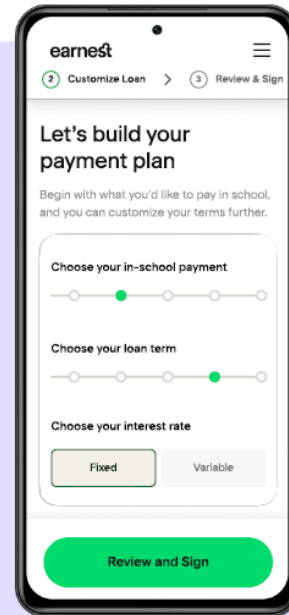 earnest
2 Customize Loan > 3 Review & Sign
Let's build your
payment plan
Begin with what you'd like to pay in school,
and you can customize your terms further.
Choose your in-school payment
Choose your loan term
Choose your interest rate
Fixed Variable
Review and Sign